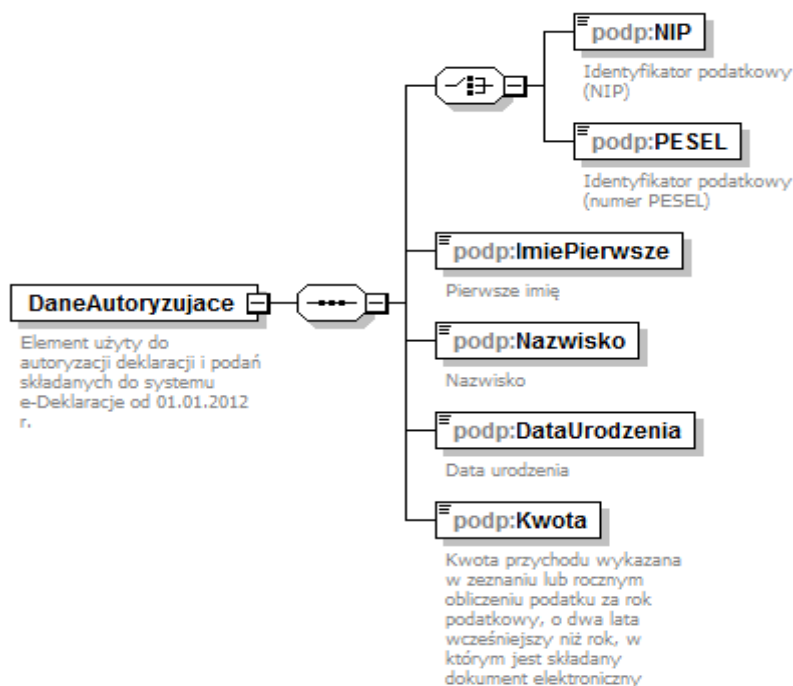 podp:NIP
Identyfikator podatkowy
(NIP)
podp:PESEL
Identyfikator podatkowy
(numer PESEL)
podp:ImiePierwsze
Pierwsze imię
DaneAutoryzujace
Element użyty do
autoryzacji deklaracji i podań
składanych do systemu
e-Deklaracje od 01.01.2012
r.
podp:Nazwisko
Nazwisko
podp:DataUrodzenia
Data urodzenia
podp:Kwota
Kwota przychodu wykazana
w zeznaniu lub rocznym
obliczeniu podatku za rok
podatkowy, o dwa lata
wcześniejszy niż rok, w
którym jest składany
dokument elektroniczny